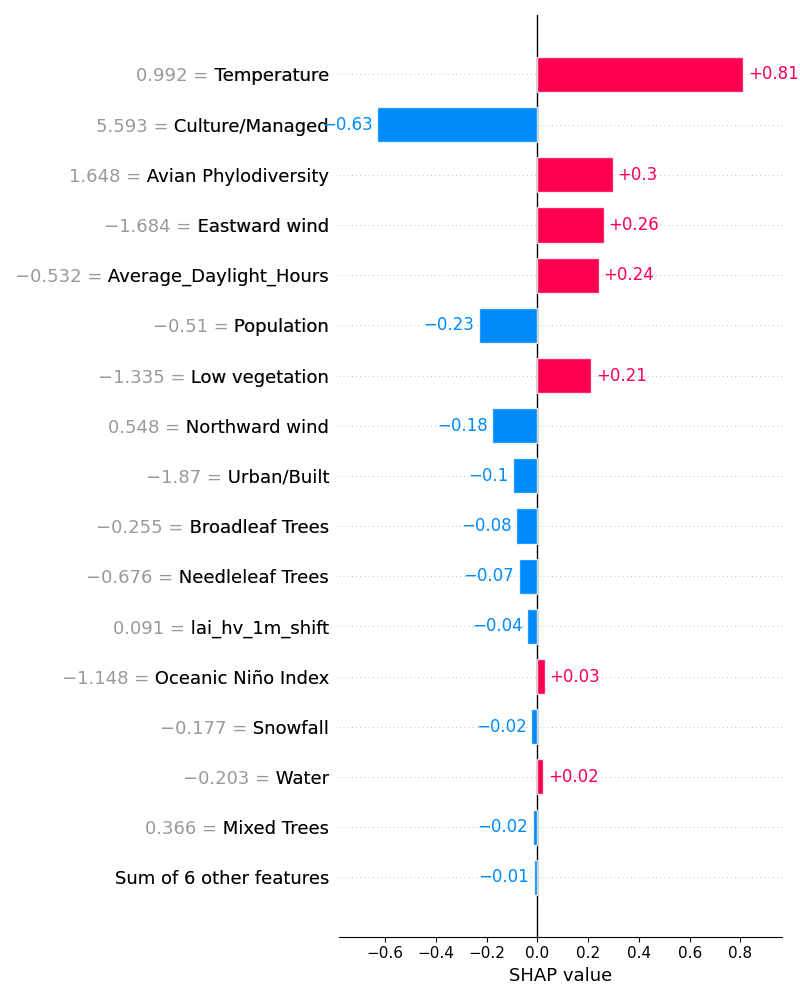 0.992 = Temperature +0.81
5.593 = Culture/Managed −0.63
1.648 = Avian Phylodiversity +0.3
−1.684 = Eastward wind +0.26
−0.532 = Average_Daylight_Hours +0.24
−0.51 = Population −0.23
−1.335 = Low vegetation +0.21
0.548 = Northward wind −0.18
−1.87 = Urban/Built −0.1
−0.255 = Broadleaf Trees −0.08
−0.676 = Needleleaf Trees −0.07
0.091 = lai_hv_1m_shift −0.04
−1.148 = Oceanic Niño Index +0.03
−0.177 = Snowfall −0.02
−0.203 = Water +0.02
0.366 = Mixed Trees −0.02
Sum of 6 other features −0.01
−0.6 −0.4 −0.2 0.0 0.2 0.4 0.6 0.8
SHAP value